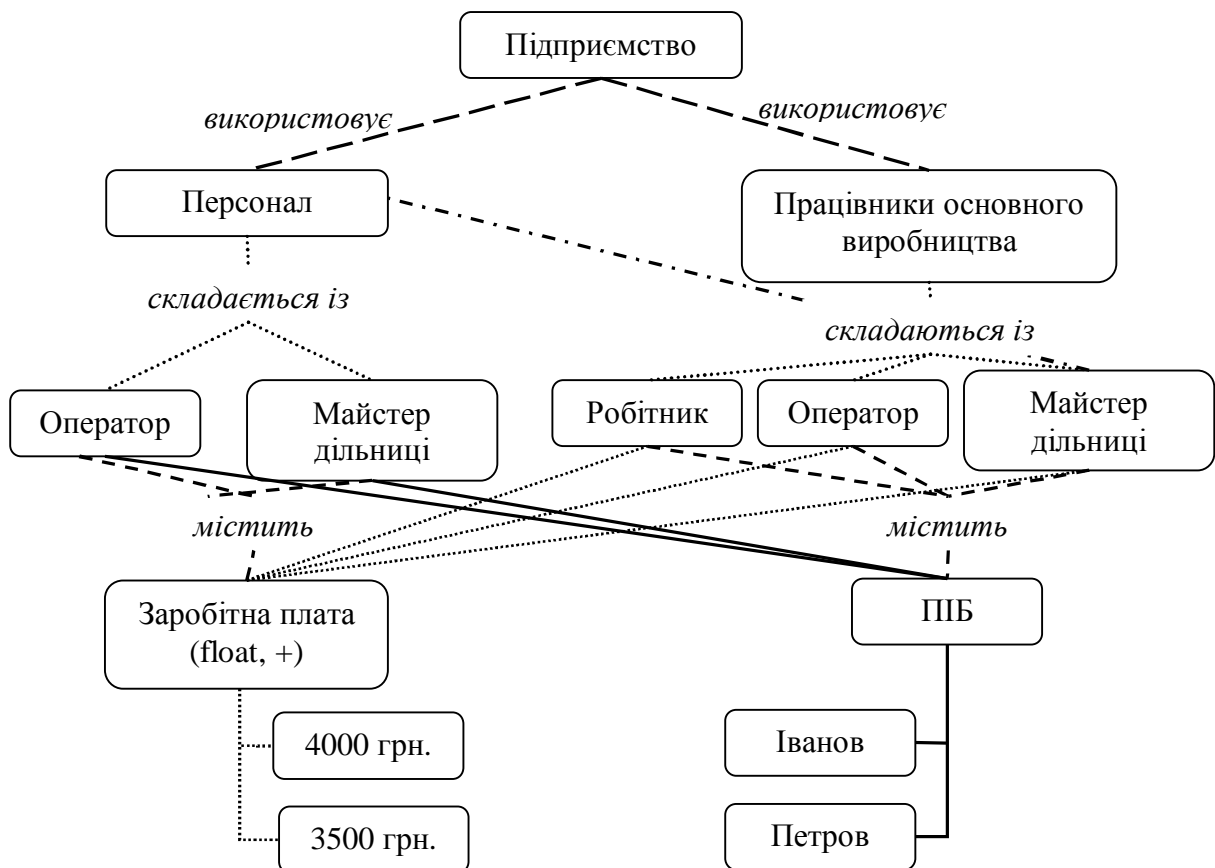 Підприємство
використовує
використовує
Персонал
Працівники основного
виробництва
складається із
складаються із
Оператор
Майстер
дільниці
Робітник
Оператор
Майстер
дільниці
містить
містить
Заробітна плата
(float, +)
ПІБ
4000 грн.
Іванов
3500 грн.
Петров